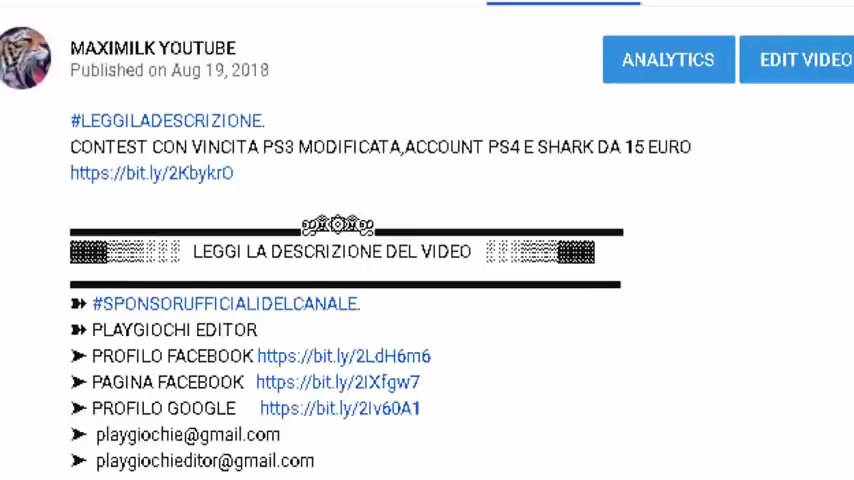 MAXIMILK YOUTUBE
Published on Aug 19, 2018
ANALYTICS
EDIT VIDEO
#LEGGILADESCRIZIONE.
CONTEST CON VINCITA PS3 MODIFICATA,ACCOUNT PS4 E SHARK DA 15 EURO
https://bit.ly/2KbykrO
LEGGI LA DESCRIZIONE DEL VIDEO
➽ #SPONSORUFFICIALIDELCANALE.
➽ PLAYGIOCHI EDITOR
➤ PROFILO FACEBOOK https://bit.ly/2LdH6m6
➤ PAGINA FACEBOOK https://bit.ly/2IXfgw7
➤ PROFILO GOOGLE https://bit.ly/2Iv60A1
➤ playgiochie@gmail.com
➤ playgiochieditor@gmail.com